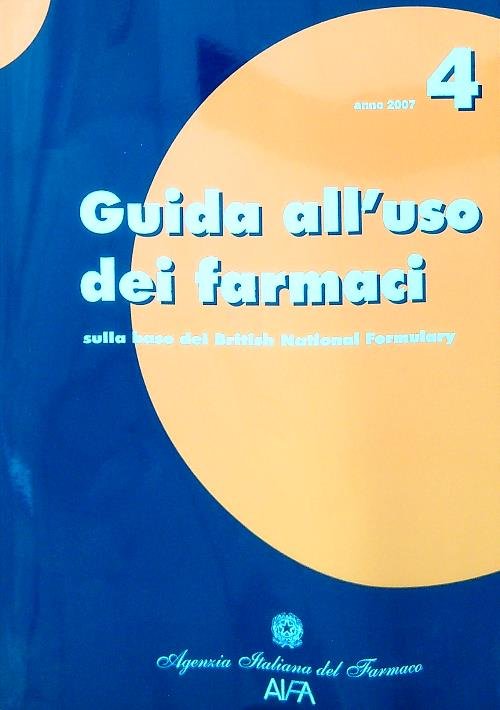 4
anno 2007
Guida all'uso
dei farmaci
sulla base del British National Formulary
Agenzia Italiana del Farmaco
AIFA